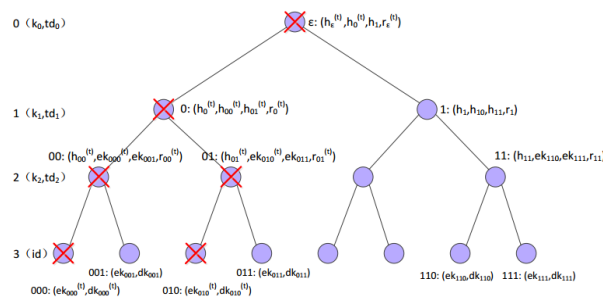 0 (k₀,td₀)
ε: (hε⁽ᵗ⁾,h₀⁽ᵗ⁾,h₁,rε⁽ᵗ⁾)
1 (k₁,td₁)
0: (h₀⁽ᵗ⁾,h₀₀⁽ᵗ⁾,h₀₁⁽ᵗ⁾,r₀⁽ᵗ⁾)
1: (h₁,h₁₀,h₁₁,r₁)
00: (h₀₀⁽ᵗ⁾,ek₀₀₀⁽ᵗ⁾,ek₀₀₁,r₀₀⁽ᵗ⁾)
01: (h₀₁⁽ᵗ⁾,ek₀₁₀⁽ᵗ⁾,ek₀₁₁,r₀₁⁽ᵗ⁾)
11: (h₁₁,ek₁₁₀,ek₁₁₁,r₁₁)
2 (k₂,td₂)
3 (id)
001: (ek₀₀₁,dk₀₀₁)
011: (ek₀₁₁,dk₀₁₁)
110: (ek₁₁₀,dk₁₁₀)
111: (ek₁₁₁,dk₁₁₁)
000: (ek₀₀₀⁽ᵗ⁾,dk₀₀₀⁽ᵗ⁾)
010: (ek₀₁₀⁽ᵗ⁾,dk₀₁₀⁽ᵗ⁾)